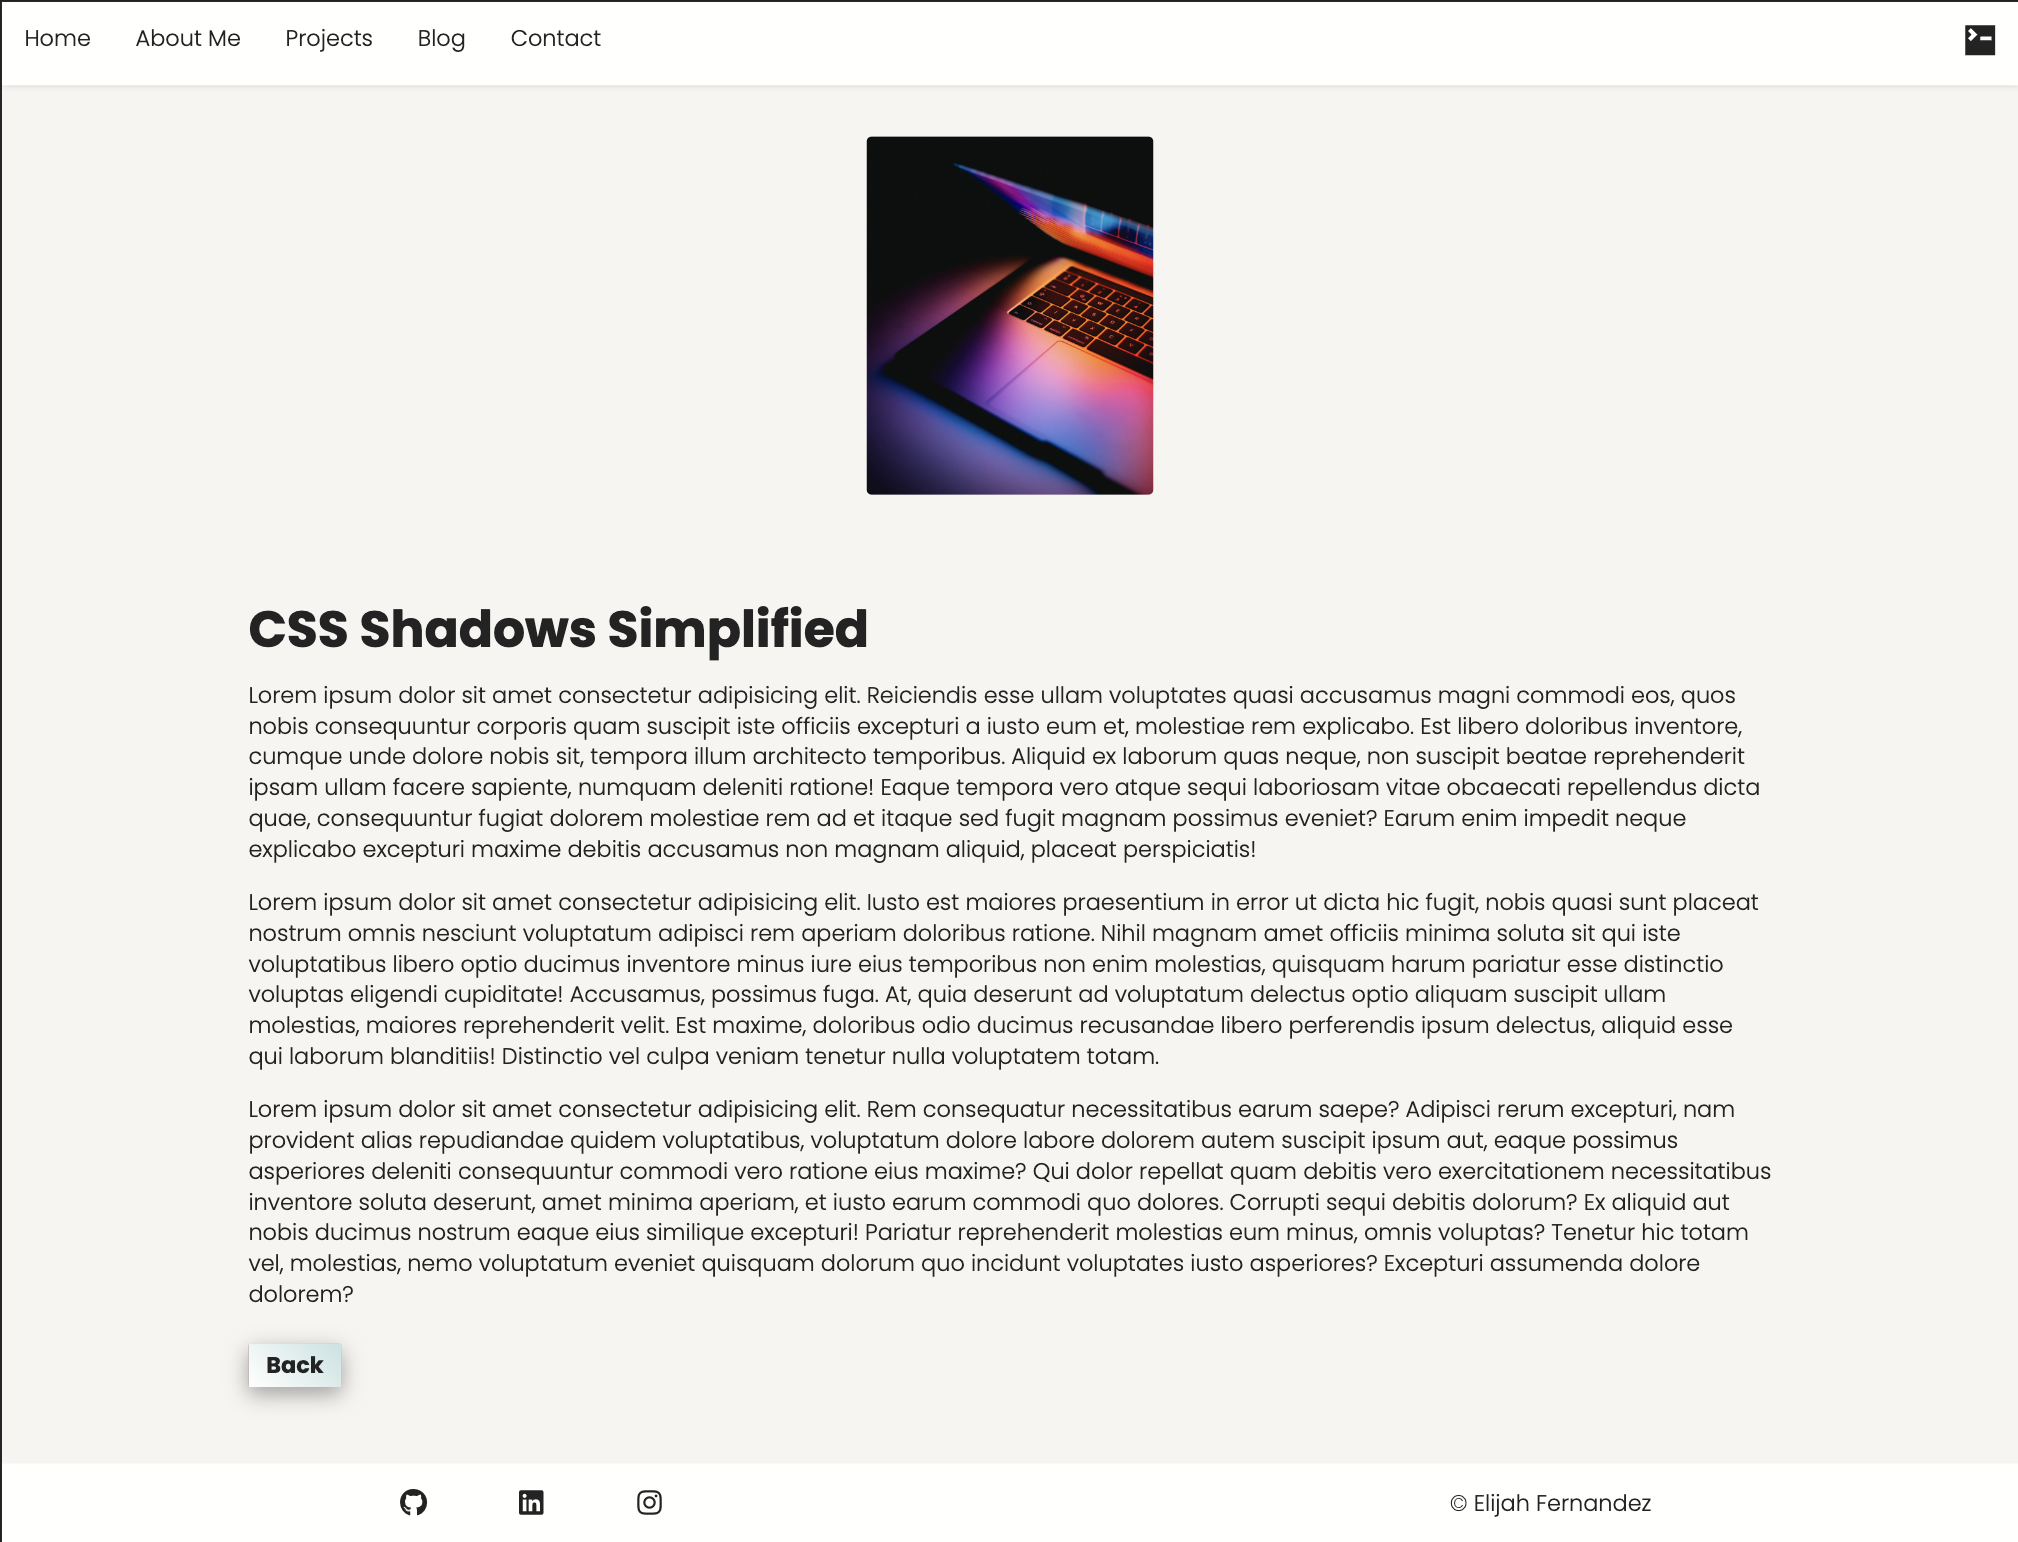 Home About Me Projects Blog Contact
CSS Shadows Simplified
Lorem ipsum dolor sit amet consectetur adipisicing elit. Reiciendis esse ullam voluptates quasi accusamus magni commodi eos, quos
nobis consequuntur corporis quam suscipit iste officiis excepturi a iusto eum et, molestiae rem explicabo. Est libero doloribus inventore,
cumque unde dolore nobis sit, tempora illum architecto temporibus. Aliquid ex laborum quas neque, non suscipit beatae reprehenderit
ipsam ullam facere sapiente, numquam deleniti ratione! Eaque tempora vero atque sequi laboriosam vitae obcaecati repellendus dicta
quae, consequuntur fugiat dolorem molestiae rem ad et itaque sed fugit magnam possimus eveniet? Earum enim impedit neque
explicabo excepturi maxime debitis accusamus non magnam aliquid, placeat perspiciatis!
Lorem ipsum dolor sit amet consectetur adipisicing elit. Iusto est maiores praesentium in error ut dicta hic fugit, nobis quasi sunt placeat
nostrum omnis nesciunt voluptatum adipisci rem aperiam doloribus ratione. Nihil magnam amet officiis minima soluta sit qui iste
voluptatibus libero optio ducimus inventore minus iure eius temporibus non enim molestias, quisquam harum pariatur esse distinctio
voluptas eligendi cupiditate! Accusamus, possimus fuga. At, quia deserunt ad voluptatum delectus optio aliquam suscipit ullam
molestias, maiores reprehenderit velit. Est maxime, doloribus odio ducimus recusandae libero perferendis ipsum delectus, aliquid esse
qui laborum blanditiis! Distinctio vel culpa veniam tenetur nulla voluptatem totam.
Lorem ipsum dolor sit amet consectetur adipisicing elit. Rem consequatur necessitatibus earum saepe? Adipisci rerum excepturi, nam
provident alias repudiandae quidem voluptatibus, voluptatum dolore labore dolorem autem suscipit ipsum aut, eaque possimus
asperiores deleniti consequuntur commodi vero ratione eius maxime? Qui dolor repellat quam debitis vero exercitationem necessitatibus
inventore soluta deserunt, amet minima aperiam, et iusto earum commodi quo dolores. Corrupti sequi debitis dolorum? Ex aliquid aut
nobis ducimus nostrum eaque eius similique excepturi! Pariatur reprehenderit molestias eum minus, omnis voluptas? Tenetur hic totam
vel, molestias, nemo voluptatum eveniet quisquam dolorum quo incidunt voluptates iusto asperiores? Excepturi assumenda dolore
dolorem?
Back
© Elijah Fernandez